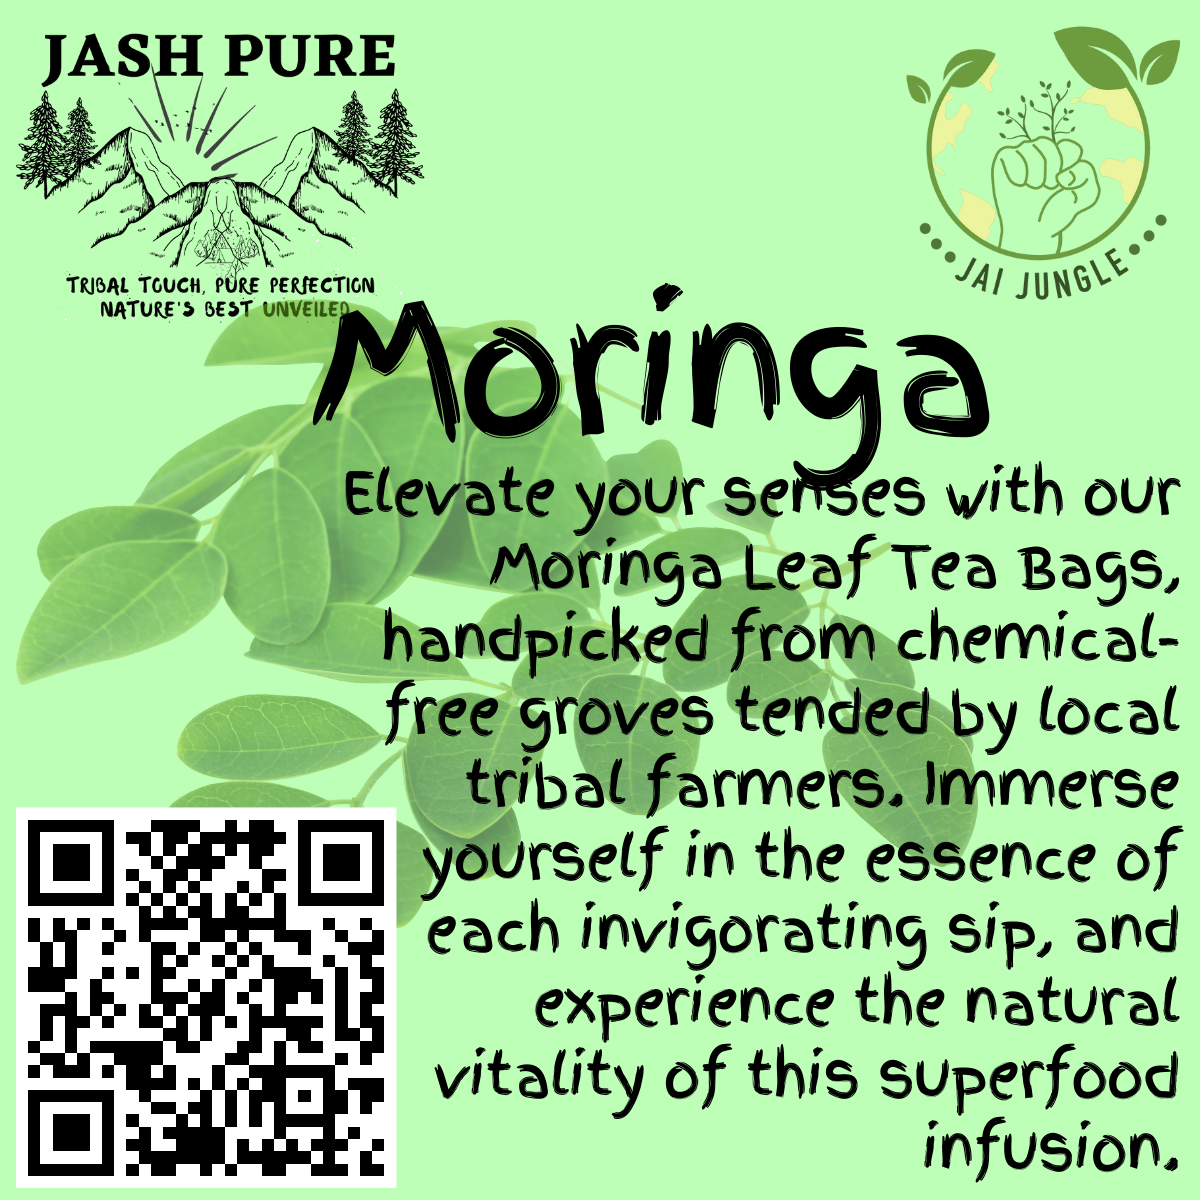 JASH PURE
TRIBAL TOUCH, PURE PERFECTION
NATURE'S BEST UNVEILED
JAI JUNGLE
Moringa
Elevate your senses with our
Moringa Leaf Tea Bags,
handpicked from chemical-
free groves tended by local
tribal farmers. Immerse
yourself in the essence of
each invigorating sip, and
experience the natural
vitality of this superfood
infusion.